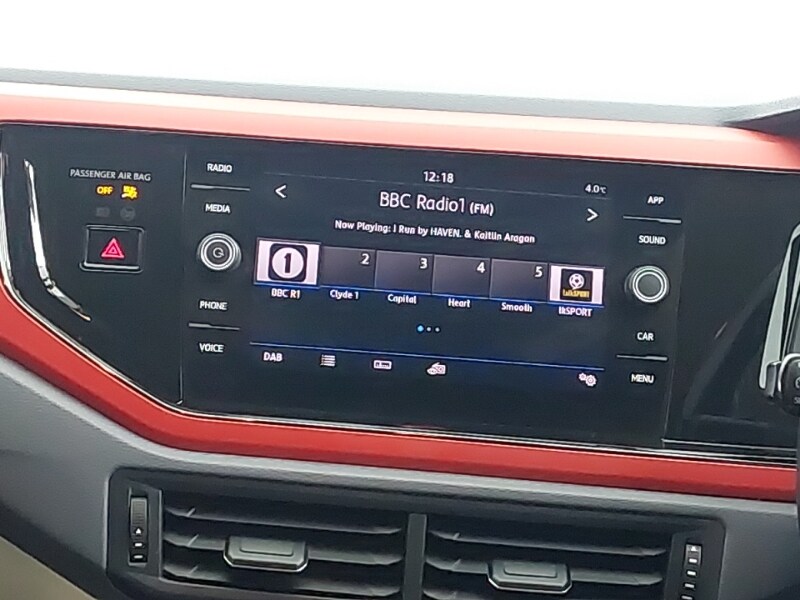 PASSENGER AIR BAG
OFF
RADIO
MEDIA
PHONE
VOICE
12:18
4.0°C
BBC Radio1 (FM)
Now Playing: I Run by HAVEN. & Kaitlin Aragon
1 2 3 4 5 talkSPORT
BBC R1 Clyde 1 Capital Heart Smooth tlkSPORT
DAB
APP
SOUND
CAR
MENU